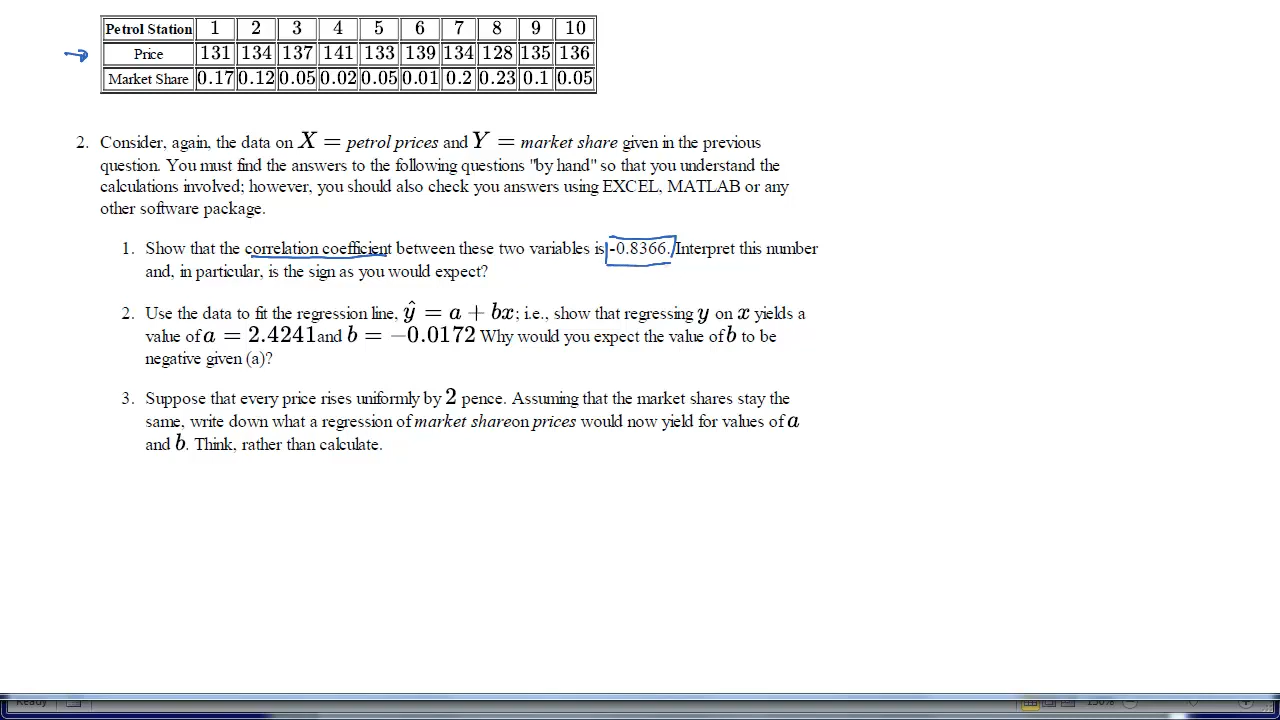 Petrol Station 1 2 3 4 5 6 7 8 9 10
Price 131 134 137 141 133 139 134 128 135 136
Market Share 0.17 0.12 0.05 0.02 0.05 0.01 0.2 0.23 0.1 0.05
2. Consider, again, the data on X = petrol prices and Y = market share given in the previous
question. You must find the answers to the following questions "by hand" so that you understand the
calculations involved; however, you should also check you answers using EXCEL, MATLAB or any
other software package.
1. Show that the correlation coefficient between these two variables is -0.8366. Interpret this number
and, in particular, is the sign as you would expect?
2. Use the data to fit the regression line, ŷ = a + bx; i.e., show that regressing y on x yields a
value of a = 2.4241and b = −0.0172 Why would you expect the value of b to be
negative given (a)?
3. Suppose that every price rises uniformly by 2 pence. Assuming that the market shares stay the
same, write down what a regression of market shareon prices would now yield for values of a
and b. Think, rather than calculate.
Ready 150%